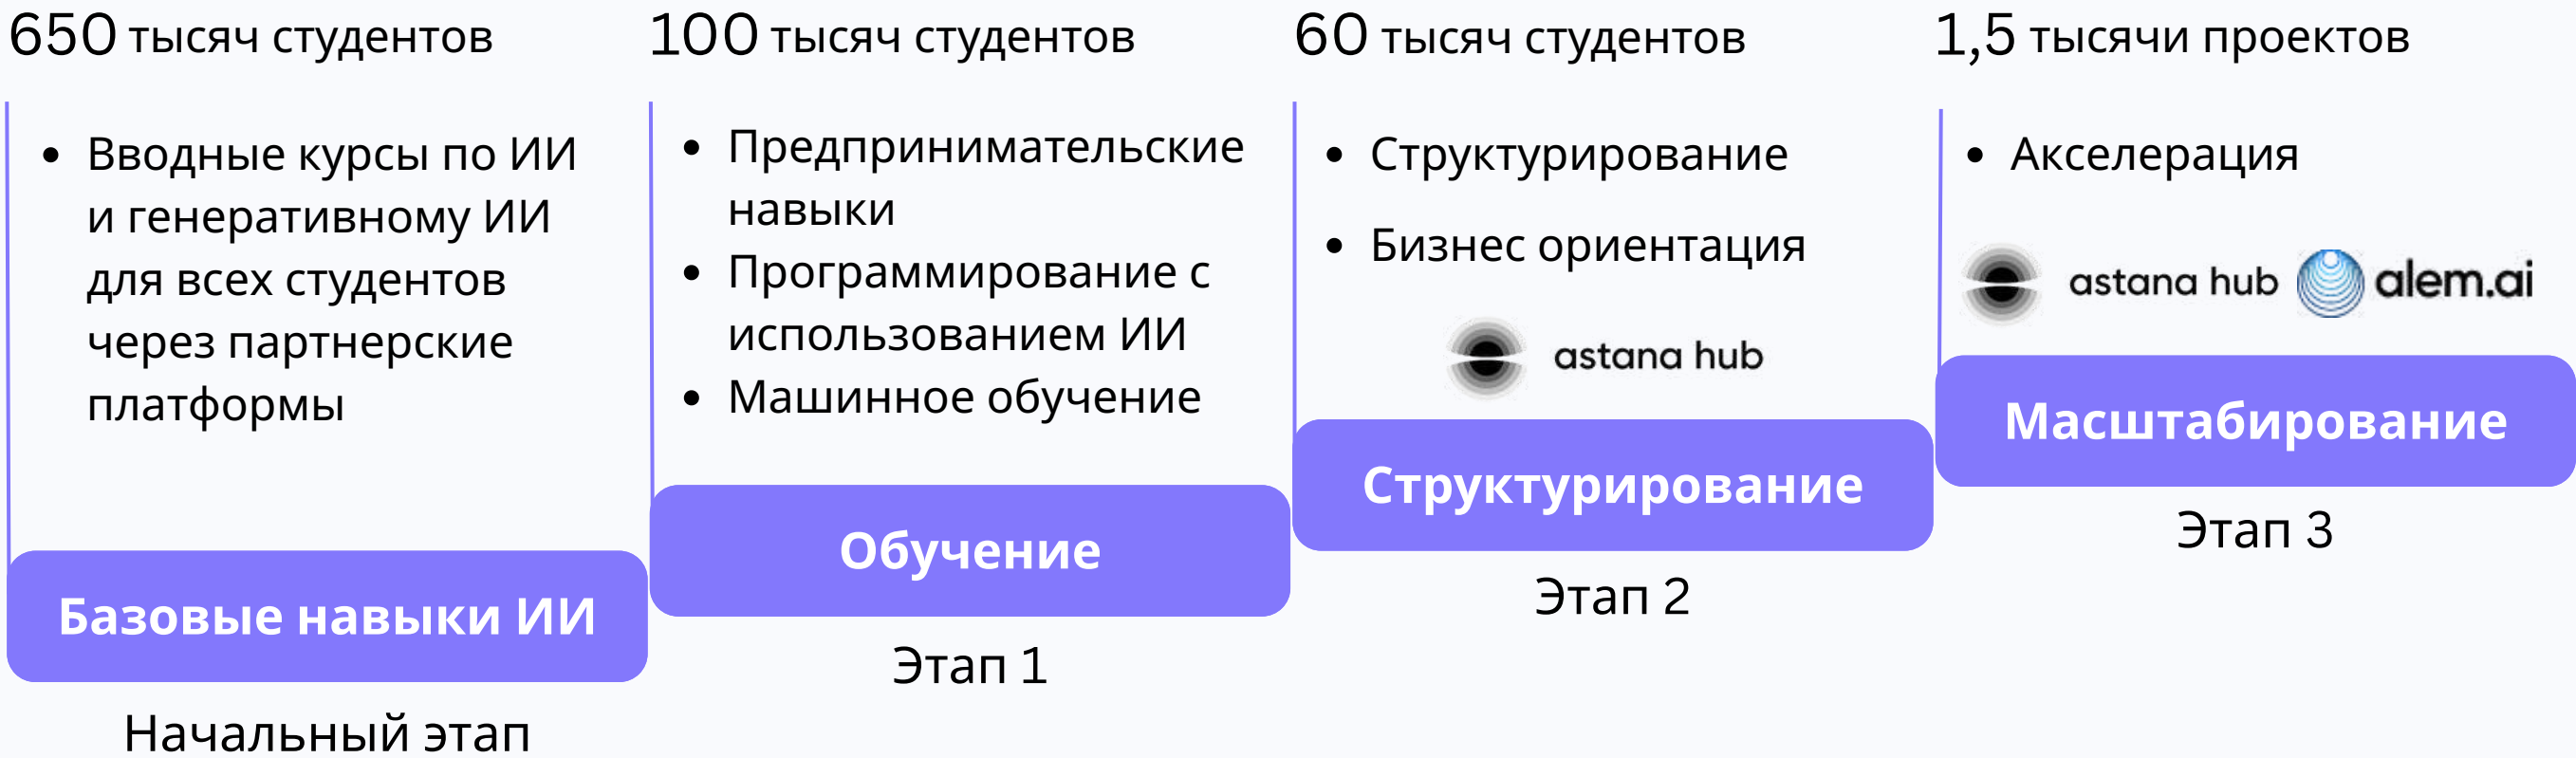 650 тысяч студентов
Вводные курсы по ИИ
и генеративному ИИ
для всех студентов
через партнерские
платформы
Базовые навыки ИИ
Начальный этап
100 тысяч студентов
Предпринимательские
навыки
Программирование с
использованием ИИ
Машинное обучение
Обучение
Этап 1
60 тысяч студентов
Структурирование
Бизнес ориентация
astana hub
Структурирование
Этап 2
1,5 тысячи проектов
Акселерация
astana hub alem.ai
Масштабирование
Этап 3